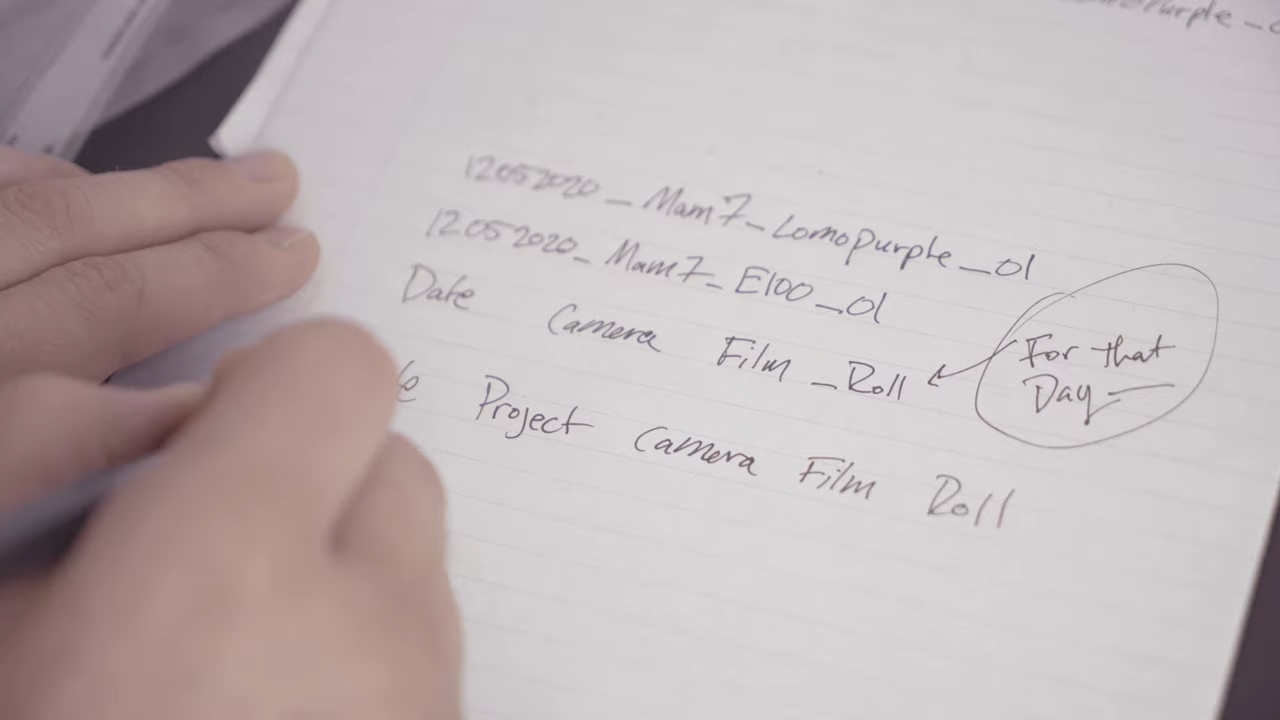 12052020_Mam7_Lomopurple_01
12052020_Mam7_E100_01
Date Camera Film _Roll
For that
Day
Project Camera Film Roll